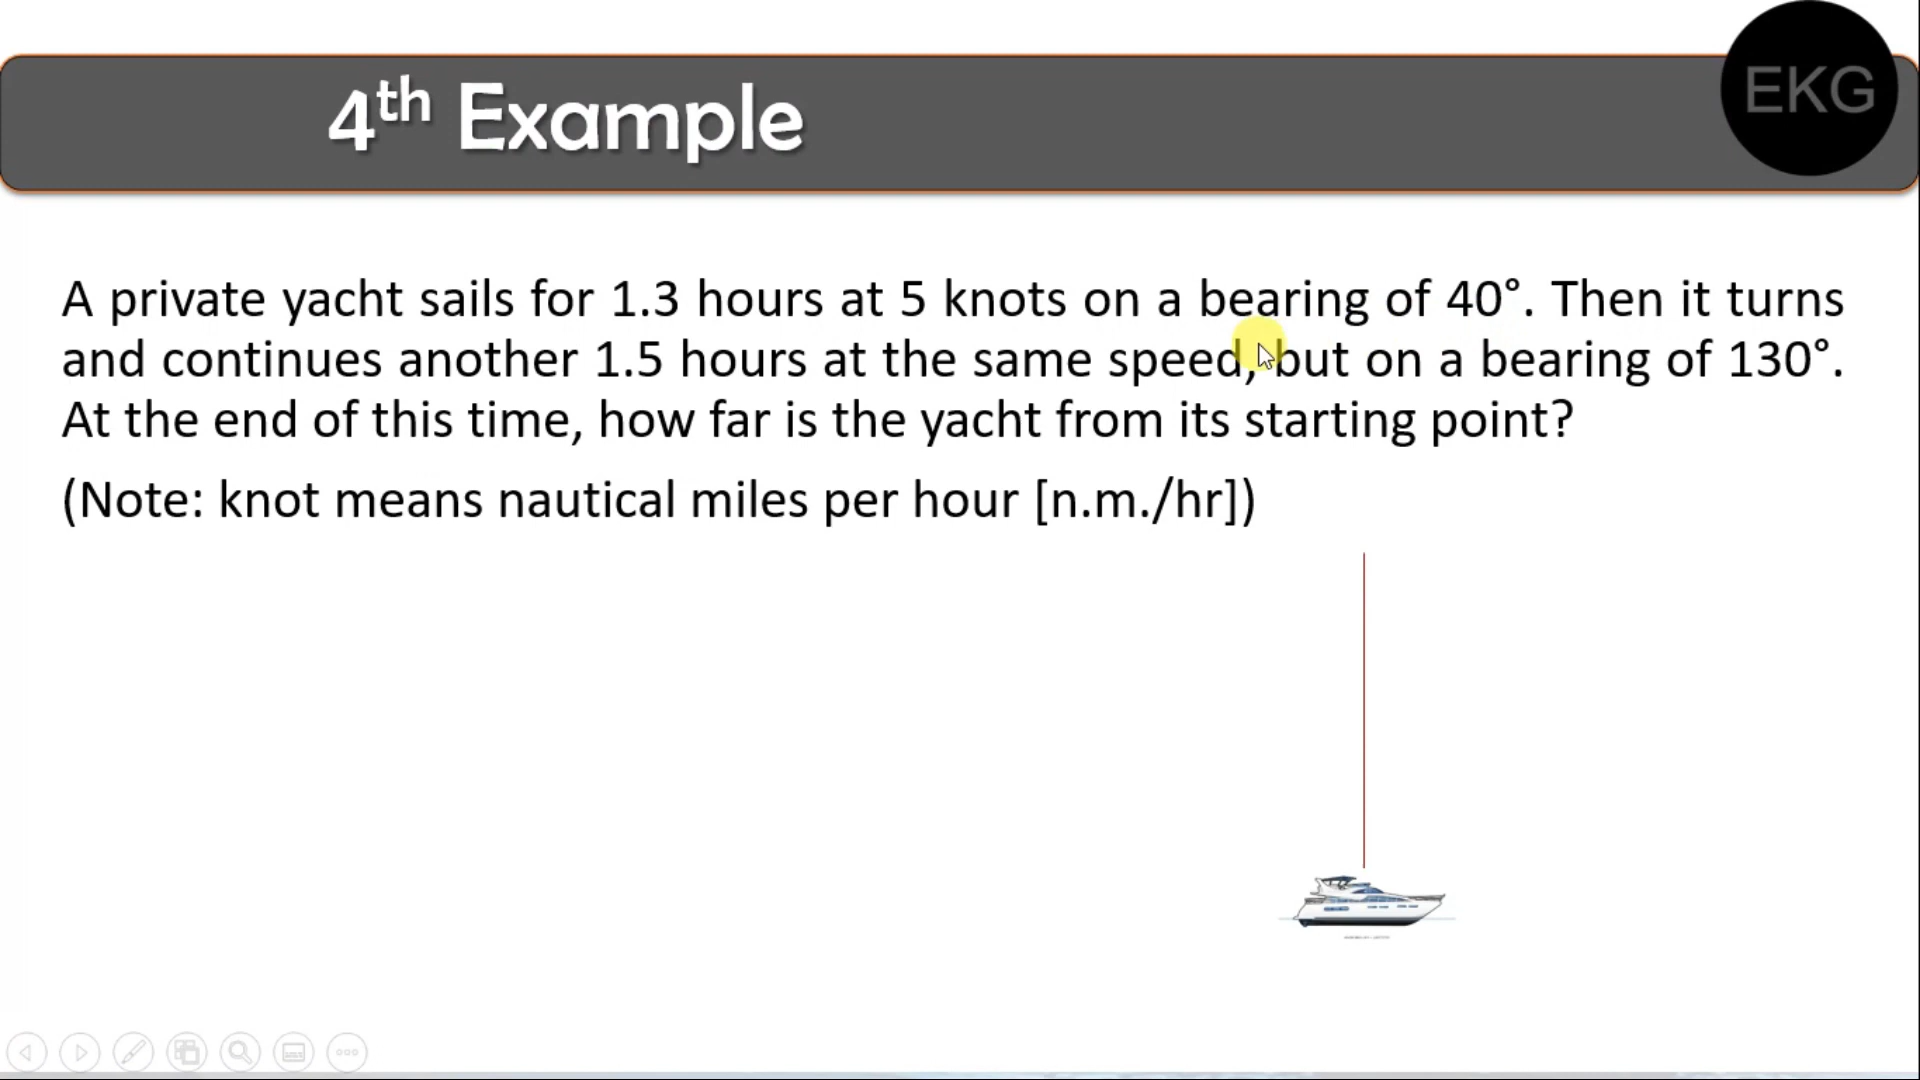 4th Example
EKG
A private yacht sails for 1.3 hours at 5 knots on a bearing of 40°. Then it turns
and continues another 1.5 hours at the same speed, but on a bearing of 130°.
At the end of this time, how far is the yacht from its starting point?
(Note: knot means nautical miles per hour [n.m./hr])